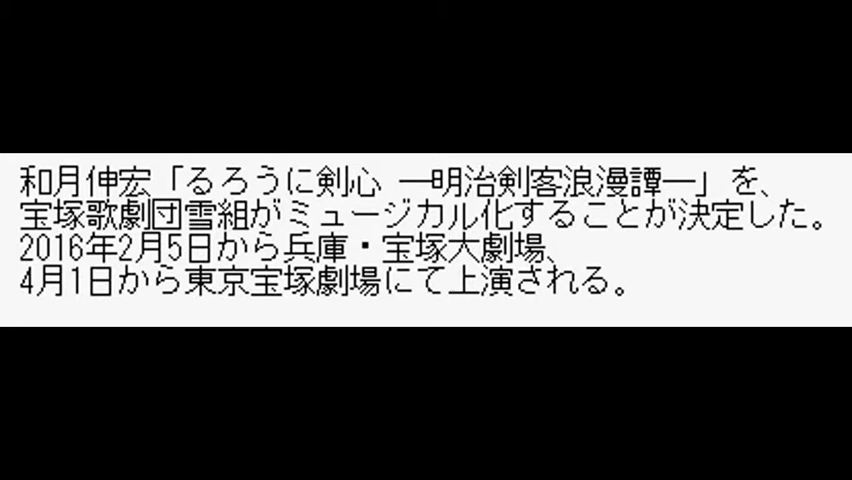 和月伸宏「るろうに剣心 ―明治剣客浪漫譚―」を、
宝塚歌劇団雪組がミュージカル化することが決定した。
2016年2月5日から兵庫・宝塚大劇場、
4月1日から東京宝塚劇場にて上演される。